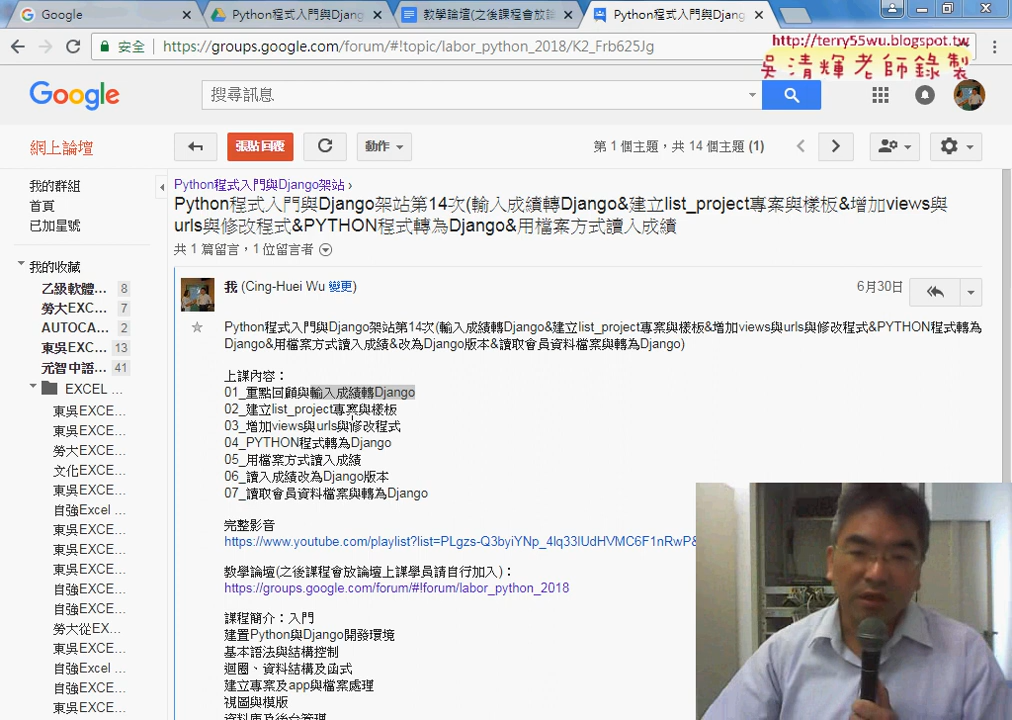 Google
Python程式入門與Djang
教學論壇(之後課程會放論
Python程式入門與Djang
安全
https://groups.google.com/forum/#!topic/labor_python_2018/K2_Frb625Jg
http://terry55wu.blogspot.tw
吳清輝老師錄製
Google
搜尋訊息
網上論壇
張貼回覆
動作
第 1 個主題，共 14 個主題 (1)
我的群組
首頁
已加星號
我的收藏
乙級軟體... 8
勞大EXC... 7
AUTOCA... 2
東吳EXC... 13
元智中語... 41
EXCEL ...
東吳EXCE...
東吳EXCE...
勞大EXCE...
文化EXCE...
東吳EXCE...
自強Excel ...
東吳EXCE...
東吳EXCE...
東吳EXCE...
自強EXCE...
自強EXCE...
勞大從EX...
東吳EXCE...
自強Excel ...
自強EXCE...
東吳EXCE...
Python程式入門與Django架站 ›
Python程式入門與Django架站第14次(輸入成績轉Django&建立list_project專案與樣板&增加views與
urls與修改程式&PYTHON程式轉為Django&用檔案方式讀入成績
共 1 篇留言，1 位留言者
我 (Cing-Huei Wu 變更)
6月30日
Python程式入門與Django架站第14次(輸入成績轉Django&建立list_project專案與樣板&增加views與urls與修改程式&PYTHON程式轉為
Django&用檔案方式讀入成績&改為Django版本&讀取會員資料檔案與轉為Django)
上課內容：
01_重點回顧與輸入成績轉Django
02_建立list_project專案與樣板
03_增加views與urls與修改程式
04_PYTHON程式轉為Django
05_用檔案方式讀入成績
06_讀入成績改為Django版本
07_讀取會員資料檔案與轉為Django
完整影音
https://www.youtube.com/playlist?list=PLgzs-Q3byiYNp_4lq33lUdHVMC6F1nRwP&
教學論壇(之後課程會放論壇上課學員請自行加入)：
https://groups.google.com/forum/#!forum/labor_python_2018
課程簡介：入門
建置Python與Django開發環境
基本語法與結構控制
迴圈、資料結構及函式
建立專案及app與檔案處理
視圖與模版
資料庫及後台管理